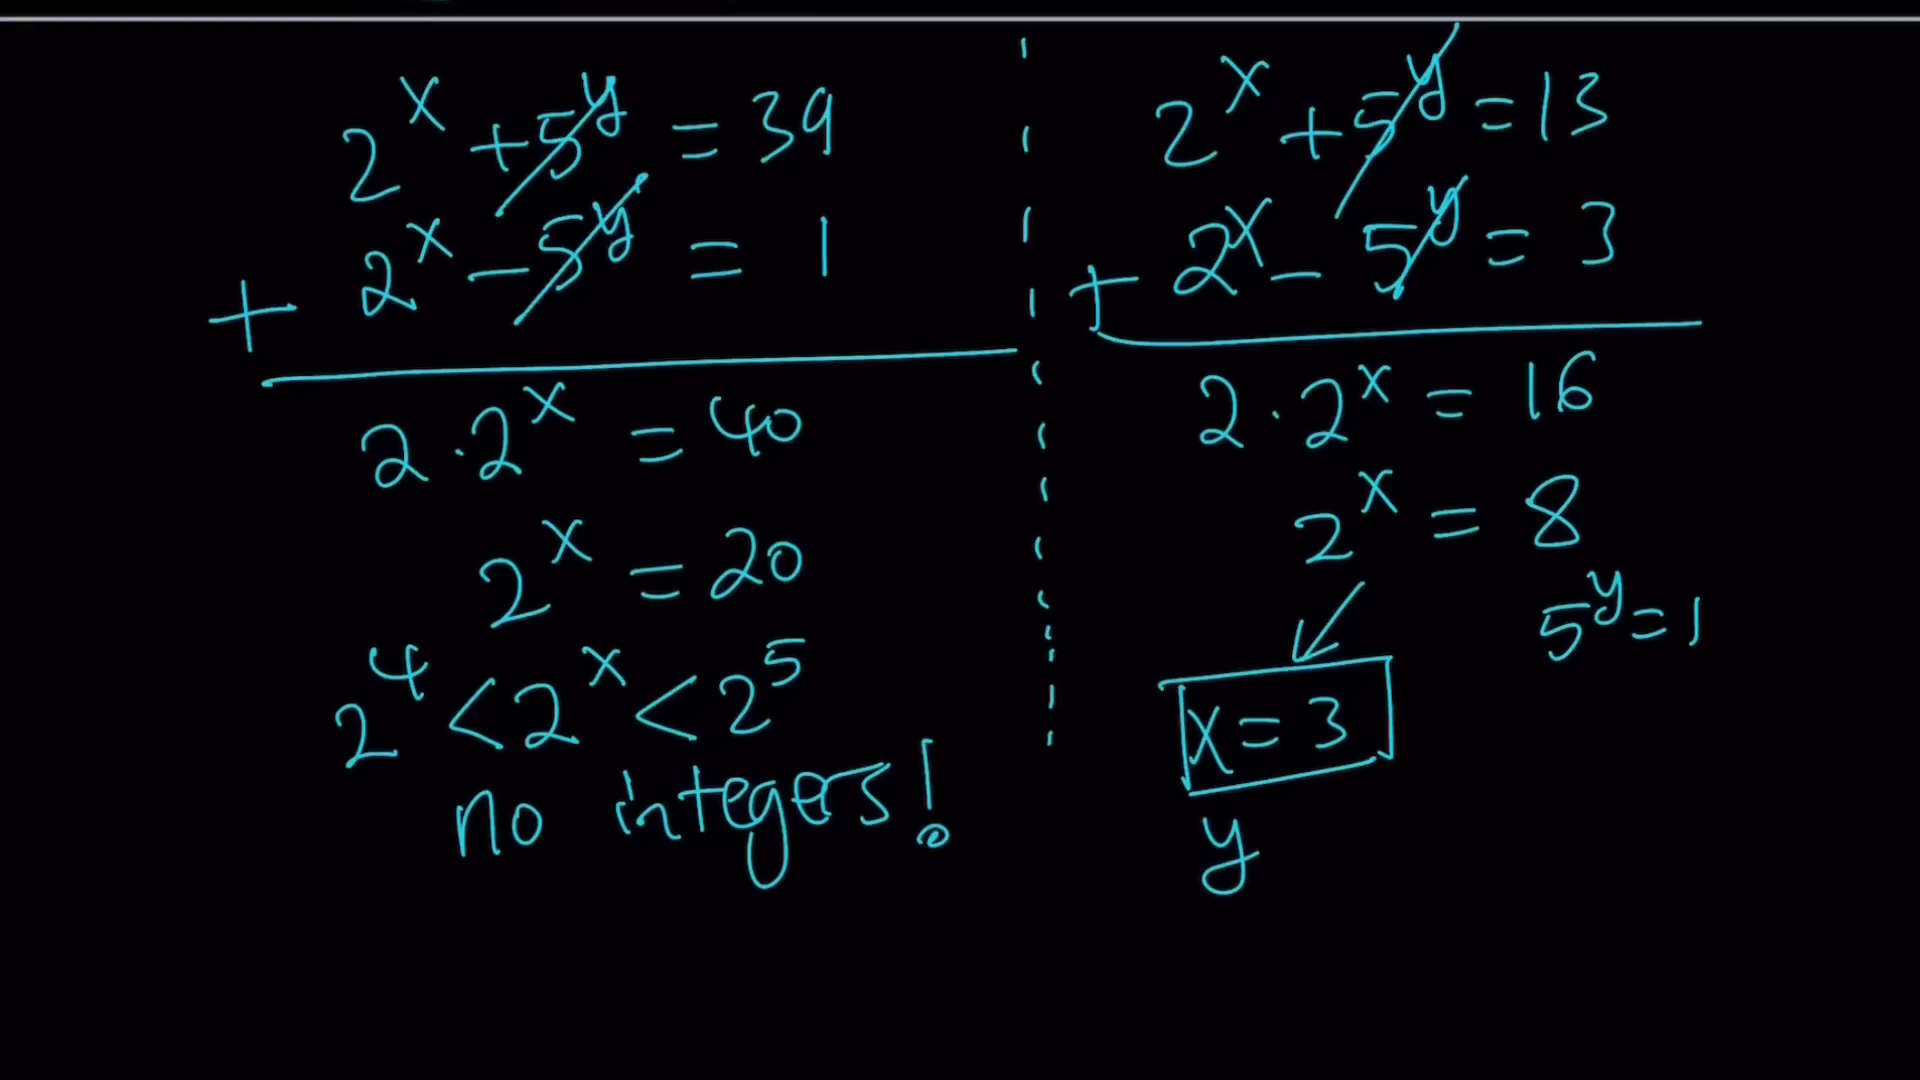 2^x + 5^y = 39
+ 2^x - 5^y = 1
2 · 2^x = 40
2^x = 20
2^4 < 2^x < 2^5
no integers!
2^x + 5^y = 13
+ 2^x - 5^y = 3
2 · 2^x = 16
2^x = 8
5^y = 1
x = 3
y